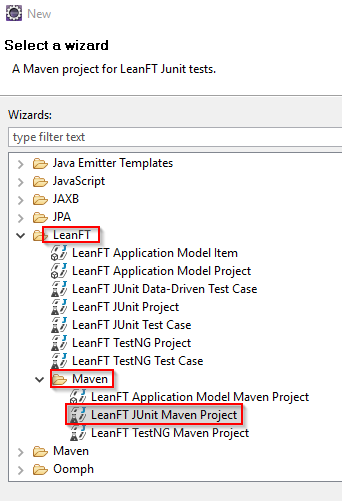 New
Select a wizard
A Maven project for LeanFT Junit tests.
Wizards:
type filter text
Java Emitter Templates
JavaScript
JAXB
JPA
LeanFT
LeanFT Application Model Item
LeanFT Application Model Project
LeanFT JUnit Data-Driven Test Case
LeanFT JUnit Project
LeanFT JUnit Test Case
LeanFT TestNG Project
LeanFT TestNG Test Case
Maven
LeanFT Application Model Maven Project
LeanFT JUnit Maven Project
LeanFT TestNG Maven Project
Maven
Oomph